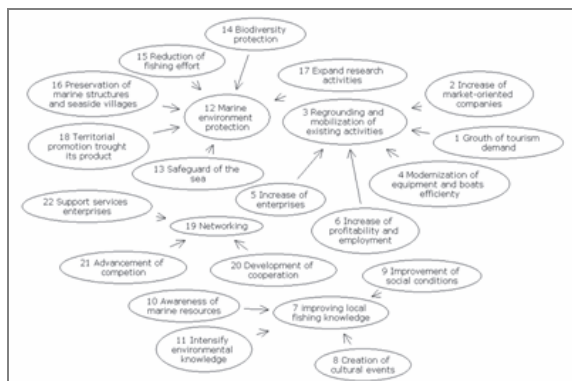 14 Biodiversity
protection
15 Reduction of
fishing effort
17 Expand research
activities
16 Preservation of
marine structures
and seaside villages
2 Increase of
market-oriented
companies
12 Marine
environment
protection
3 Regrounding and
mobilization of
existing activities
18 Territorial
promotion trought
its product
1 Grouth of tourism
demand
13 Safeguard of the
sea
4 Modernization of
equipment and boats
efficienty
5 Increase of
enterprises
22 Support services
enterprises
6 Increase of
profitability and
employment
19 Networking
21 Advancement of
competion
20 Development of
cooperation
9 Improvement of
social conditions
10 Awareness of
marine resources
7 Improving local
fishing knowledge
11 Intensify
environmental
knowledge
8 Creation of
cultural events